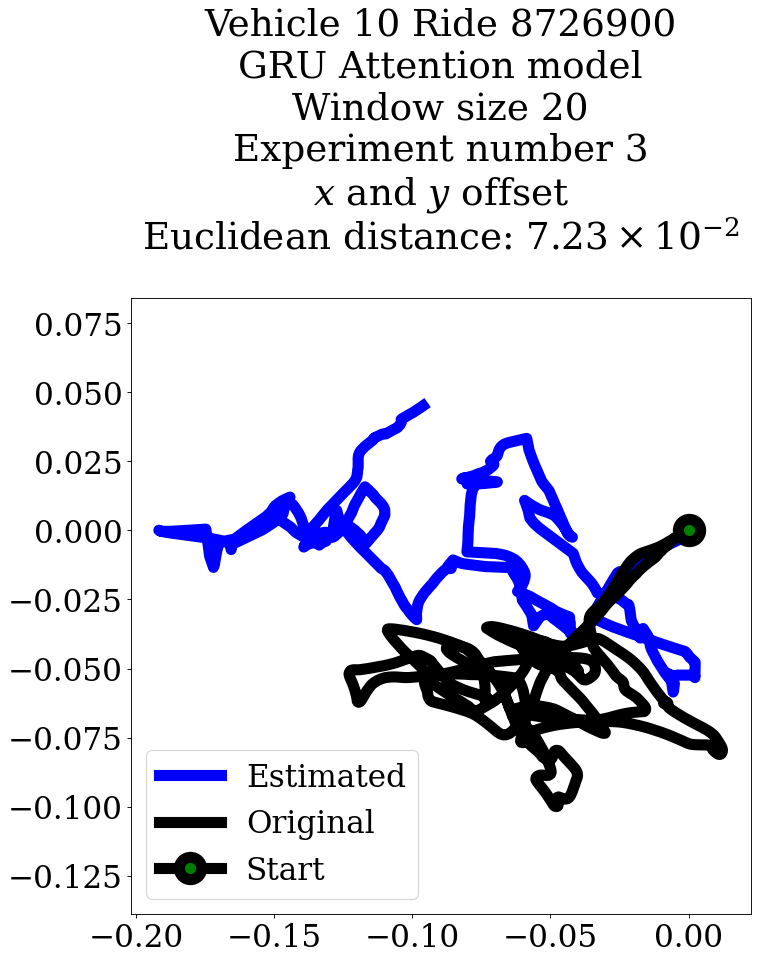 Vehicle 10 Ride 8726900
GRU Attention model
Window size 20
Experiment number 3
x and y offset
Euclidean distance: 7.23 × 10⁻²
0.075
0.050
0.025
0.000
−0.025
−0.050
−0.075
−0.100
−0.125
Estimated
Original
Start
−0.20 −0.15 −0.10 −0.05 0.00